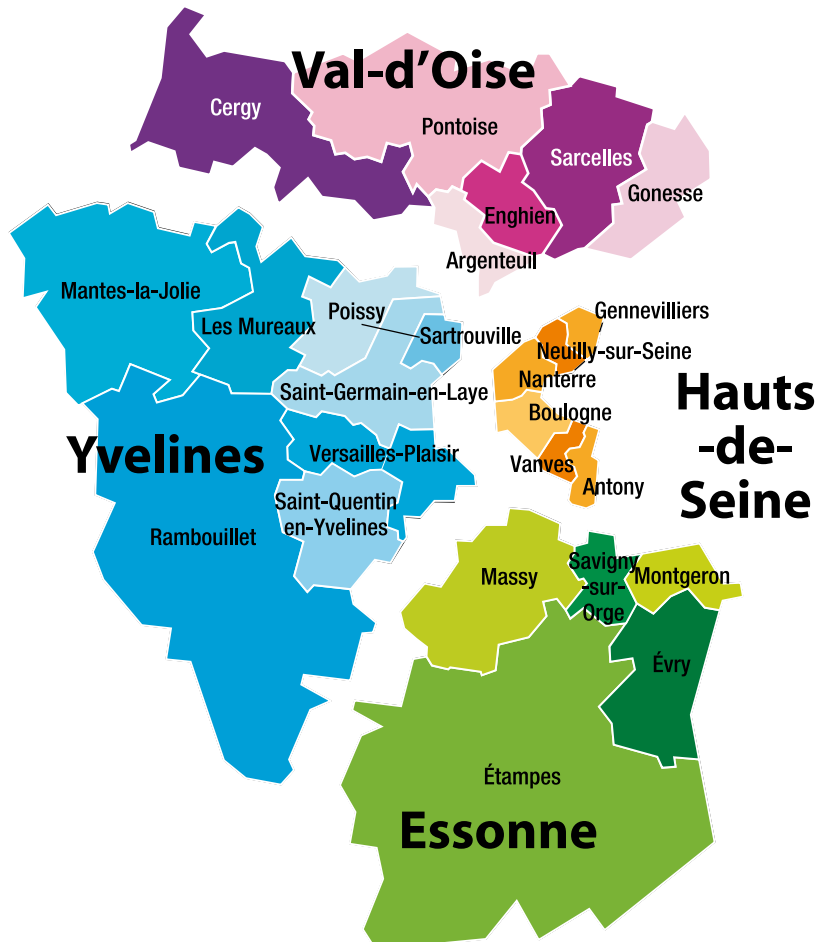 Val-d'Oise
Cergy
Pontoise
Sarcelles
Gonesse
Enghien
Argenteuil
Mantes-la-Jolie
Les Mureaux
Poissy
Sartrouville
Saint-Germain-en-Laye
Yvelines
Versailles-Plaisir
Saint-Quentin
en-Yvelines
Rambouillet
Gennevilliers
Neuilly-sur-Seine
Nanterre
Boulogne
Vanves
Antony
Hauts
-de-
Seine
Massy
Savigny
-sur-
Orge
Montgeron
Évry
Étampes
Essonne